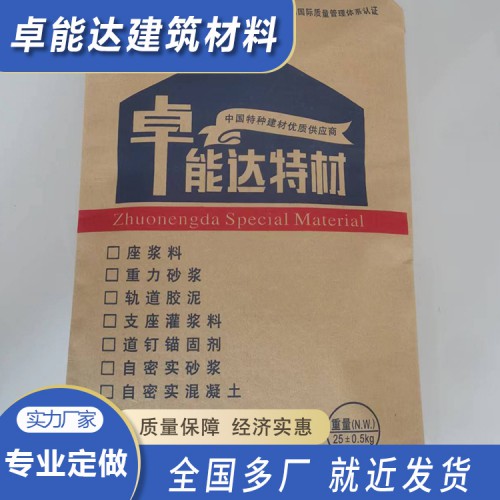 卓能达建筑材料
国际质量管理体系认证
中国特种建材优质供应商
卓能达特材
Zhuonengda Special Material
座浆料
重力砂浆
轨道胶泥
支座灌浆料
道钉锚固剂
自密实砂浆
自密实混凝土
实力厂家
质量保障 经济实惠
重量(N.W.)
25±0.5kg
专业定做
全国多厂 就近发货